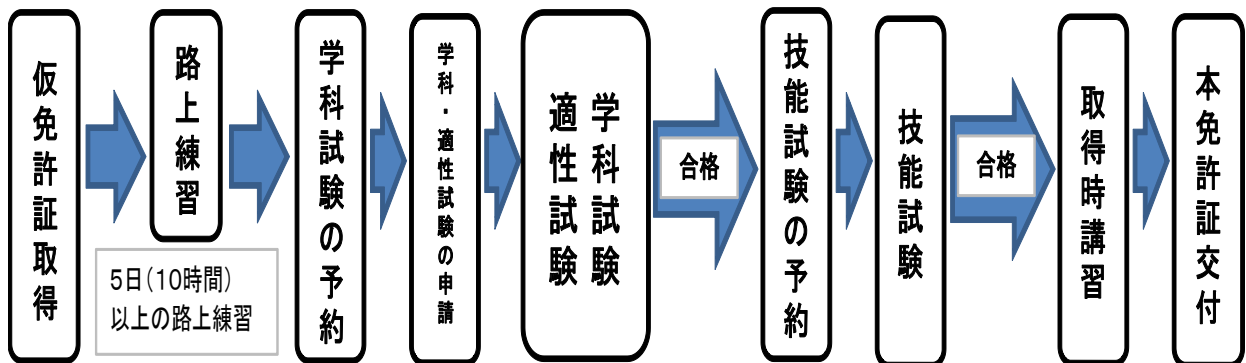 仮免許証取得
路上練習
5日(10時間)
以上の路上練習
学科試験の予約
学科・適性試験の申請
学科試験
適性試験
合格
技能試験の予約
技能試験
合格
取得時講習
本免許証交付